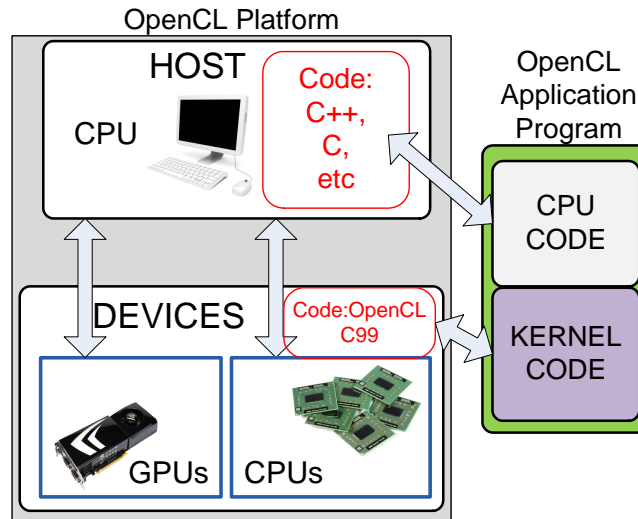 OpenCL Platform
HOST
CPU
Code:
C++,
C,
etc
OpenCL
Application
Program
CPU
CODE
KERNEL
CODE
DEVICES
Code:OpenCL
C99
GPUs
CPUs